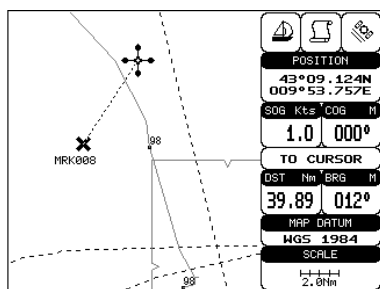 POSITION
43°09.124N
009°53.757E
SOG Kts COG M
1.0 000°
TO CURSOR
DST Nm BRG M
39.89 012°
MAP DATUM
WGS 1984
SCALE
2.0Nm
MRK008
98
98